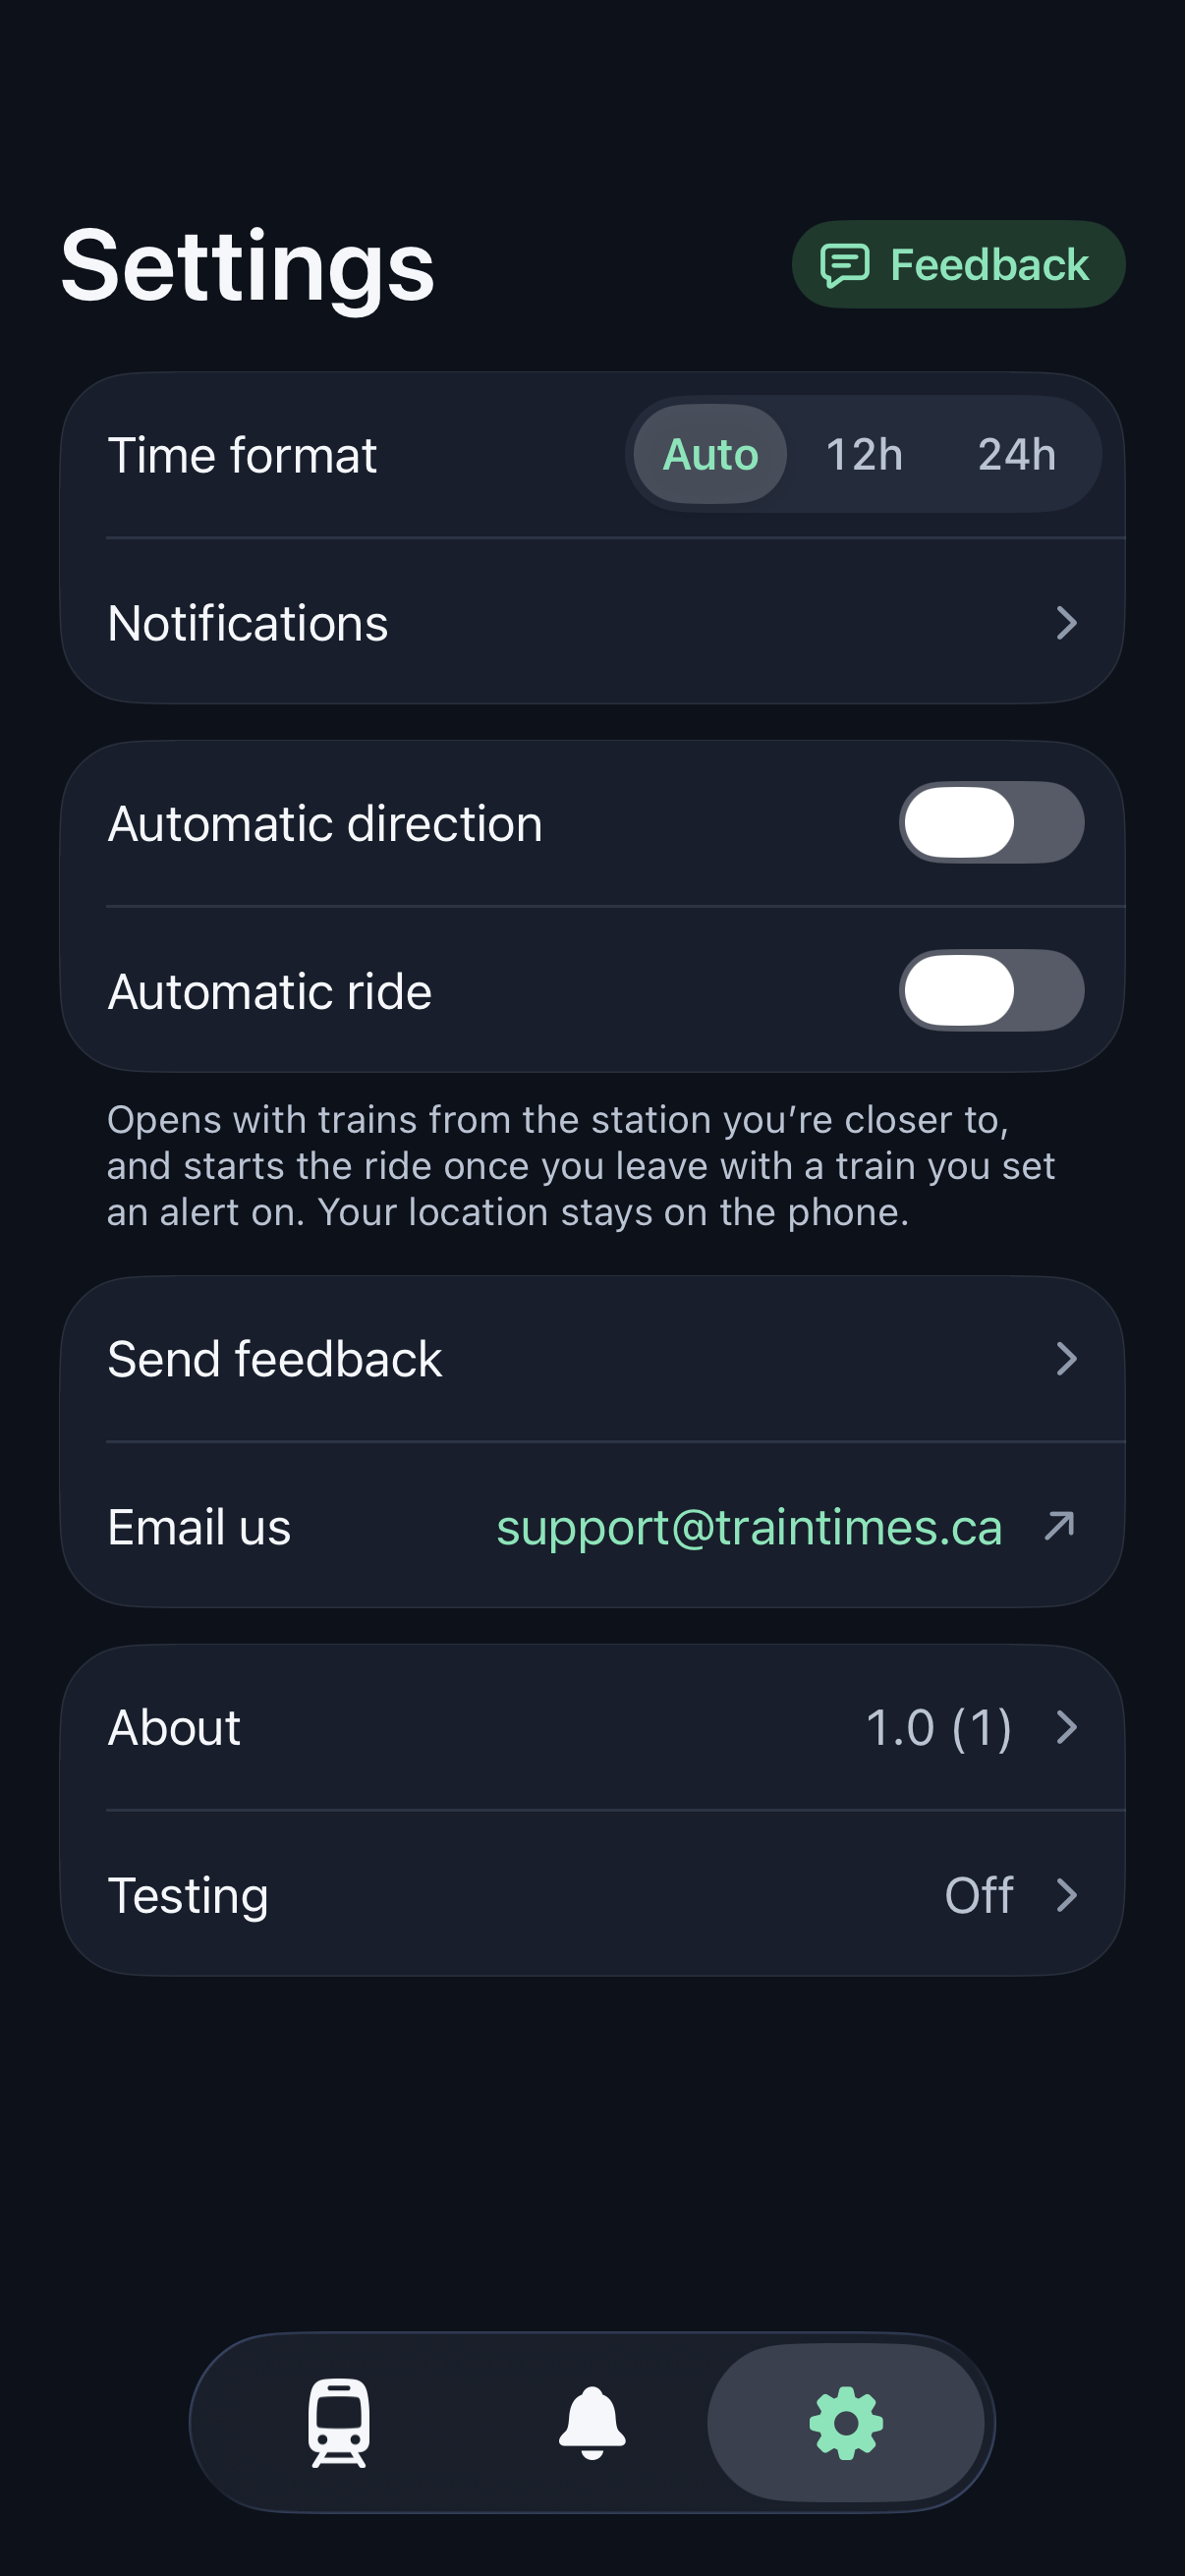 Settings
Feedback
Time format Auto 12h 24h
Notifications
Automatic direction
Automatic ride
Opens with trains from the station you’re closer to,
and starts the ride once you leave with a train you set
an alert on. Your location stays on the phone.
Send feedback
Email us support@traintimes.ca
About 1.0 (1)
Testing Off